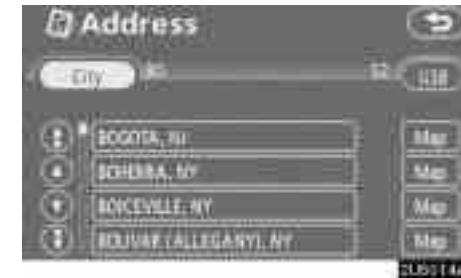 Address
City
BOGOTA, NJ Map
BOHEMIA, NY Map
BOICEVILLE, NY Map
BOLIVAR (ALLEGANY), NY Map